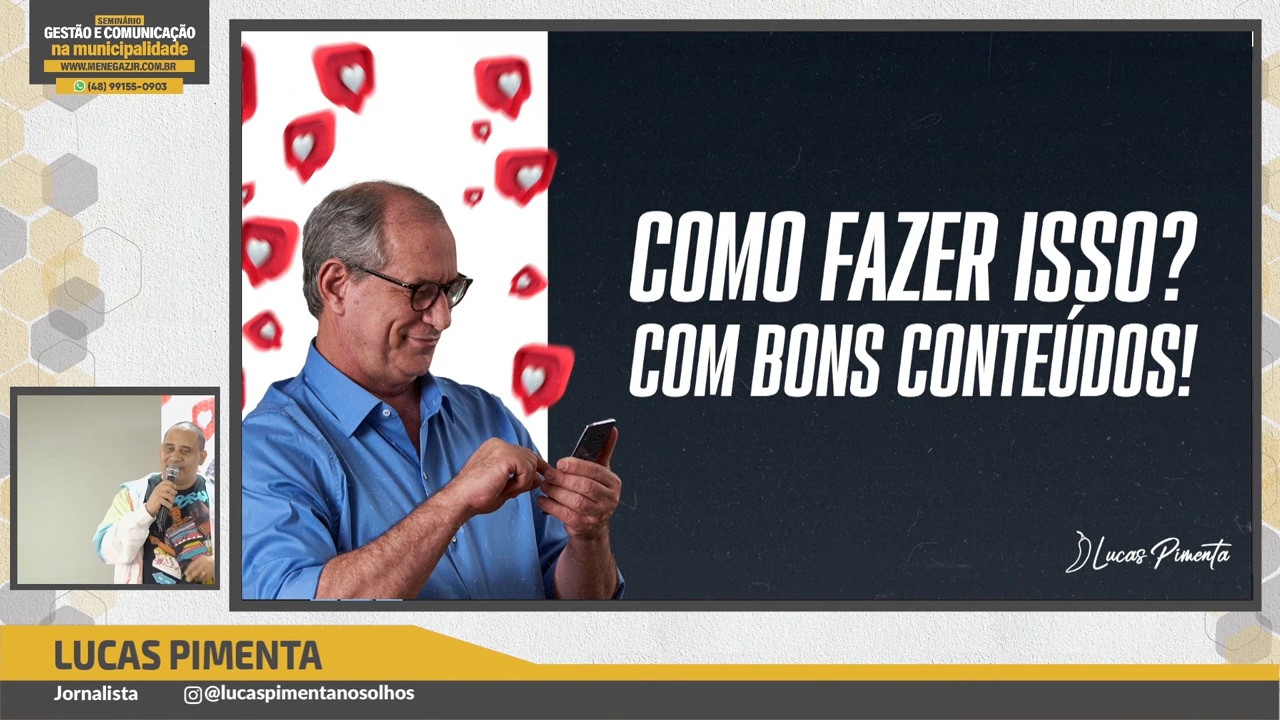 SEMINÁRIO
GESTÃO E COMUNICAÇÃO
na municipalidade
WWW.MENEGAZJR.COM.BR
(48) 99155-0903
COMO FAZER ISSO?
COM BONS CONTEÚDOS!
Lucas Pimenta
LUCAS PIMENTA
Jornalista
@lucaspimentanosolhos